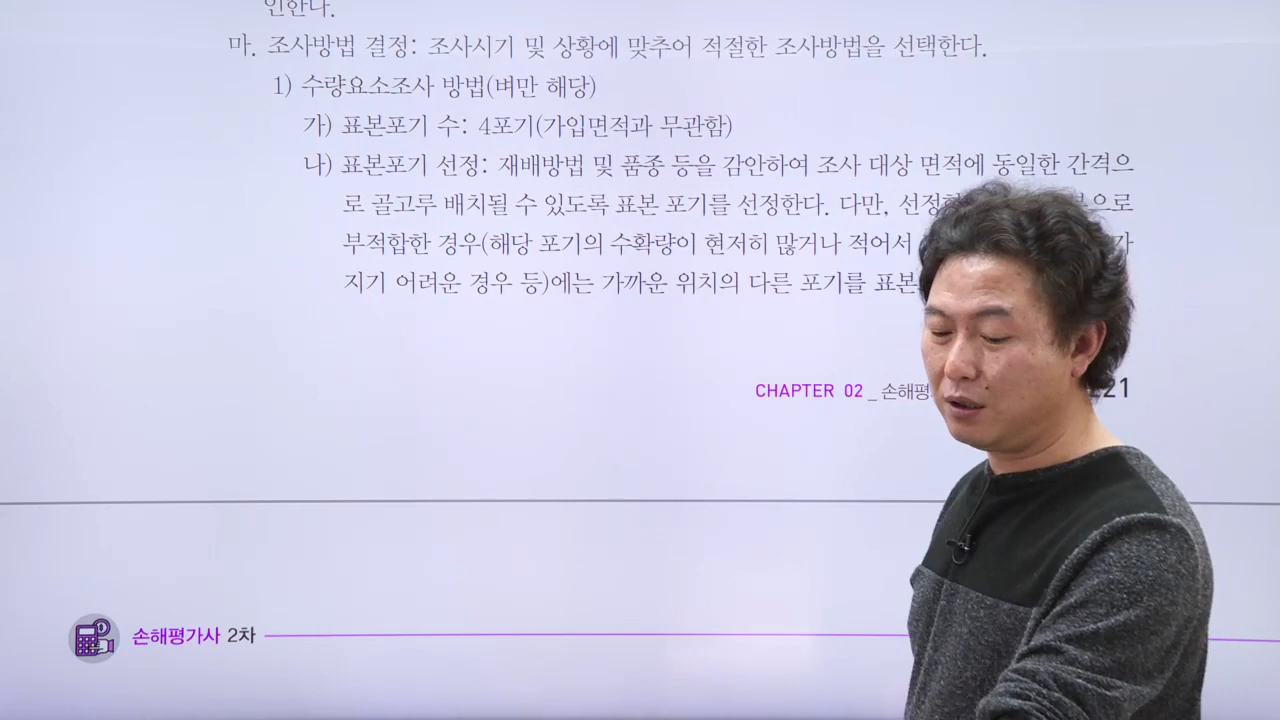 인한다.
마. 조사방법 결정: 조사시기 및 상황에 맞추어 적절한 조사방법을 선택한다.
1) 수량요소조사 방법(벼만 해당)
가) 표본포기 수: 4포기(가입면적과 무관함)
나) 표본포기 선정: 재배방법 및 품종 등을 감안하여 조사 대상 면적에 동일한 간격으
로 골고루 배치될 수 있도록 표본 포기를 선정한다. 다만, 으로
부적합한 경우(해당 포기의 수확량이 현저히 많거나 적어서 가
지기 어려운 경우 등)에는 가까운 위치의 다른 포기를
CHAPTER 02 _
손해평가사 2차